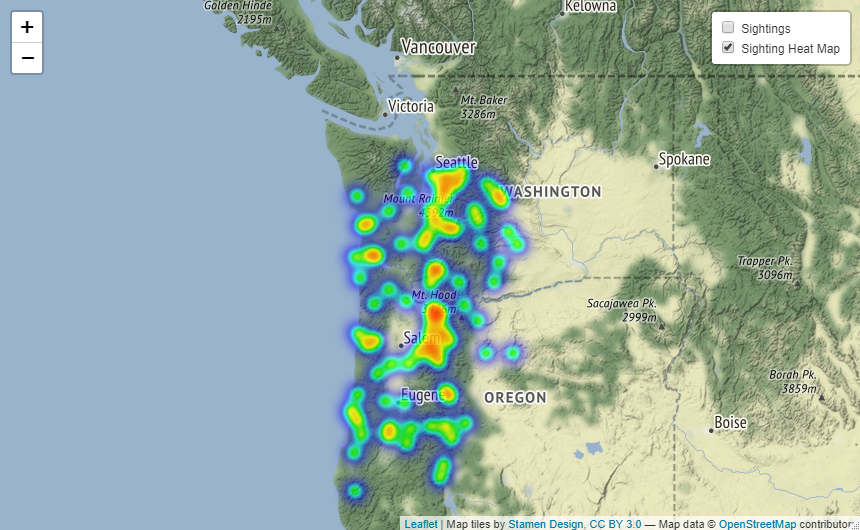 Golden Hinde
2195m
Kelowna
+
−
Sightings
Sighting Heat Map
Vancouver
Mt. Baker
3286m
Victoria
Seattle
Spokane
WASHINGTON
Mount Rainier
4392m
Trapper Pk.
3096m
Mt. Hood
Sacajawea Pk.
2999m
Salem
Borah Pk.
3859m
Eugene
OREGON
Boise
Leaflet | Map tiles by Stamen Design, CC BY 3.0 — Map data © OpenStreetMap contributors